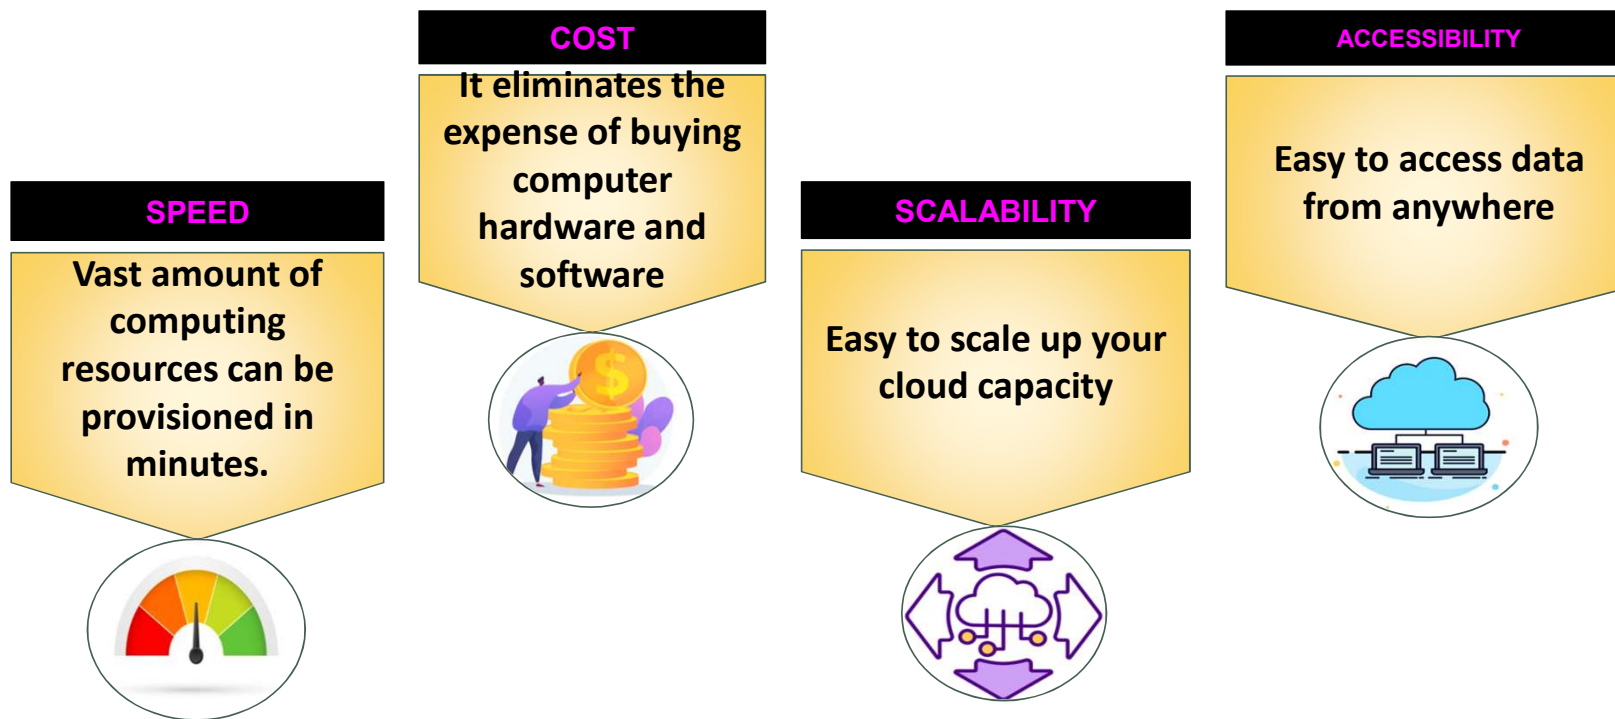 SPEED
Vast amount of
computing
resources can be
provisioned in
minutes.
COST
It eliminates the
expense of buying
computer
hardware and
software
$
SCALABILITY
Easy to scale up your
cloud capacity
ACCESSIBILITY
Easy to access data
from anywhere